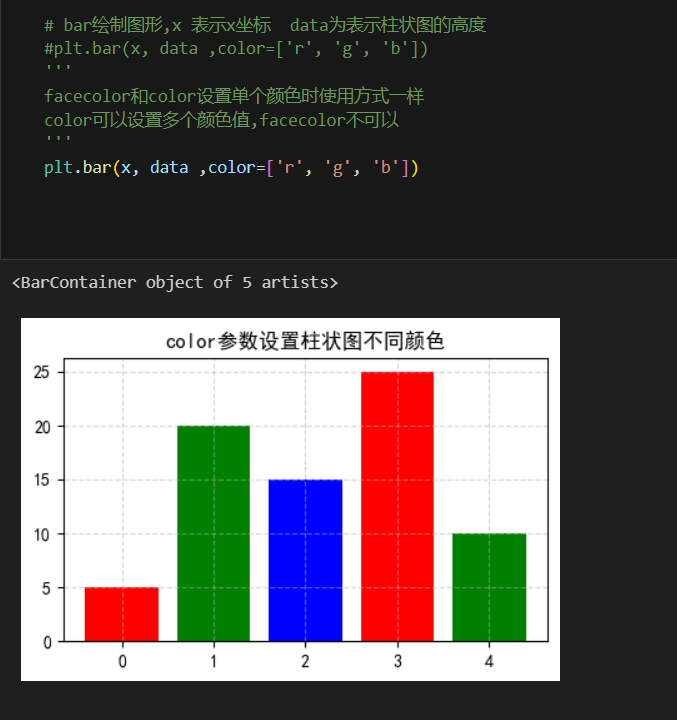 # bar绘制图形,x 表示x坐标  data为表示柱状图的高度
#plt.bar(x, data ,color=['r', 'g', 'b'])
'''
facecolor和color设置单个颜色时使用方式一样
color可以设置多个颜色值,facecolor不可以
'''
plt.bar(x, data ,color=['r', 'g', 'b'])
<BarContainer object of 5 artists>
color参数设置柱状图不同颜色
25
20
15
10
5
0
0 1 2 3 4